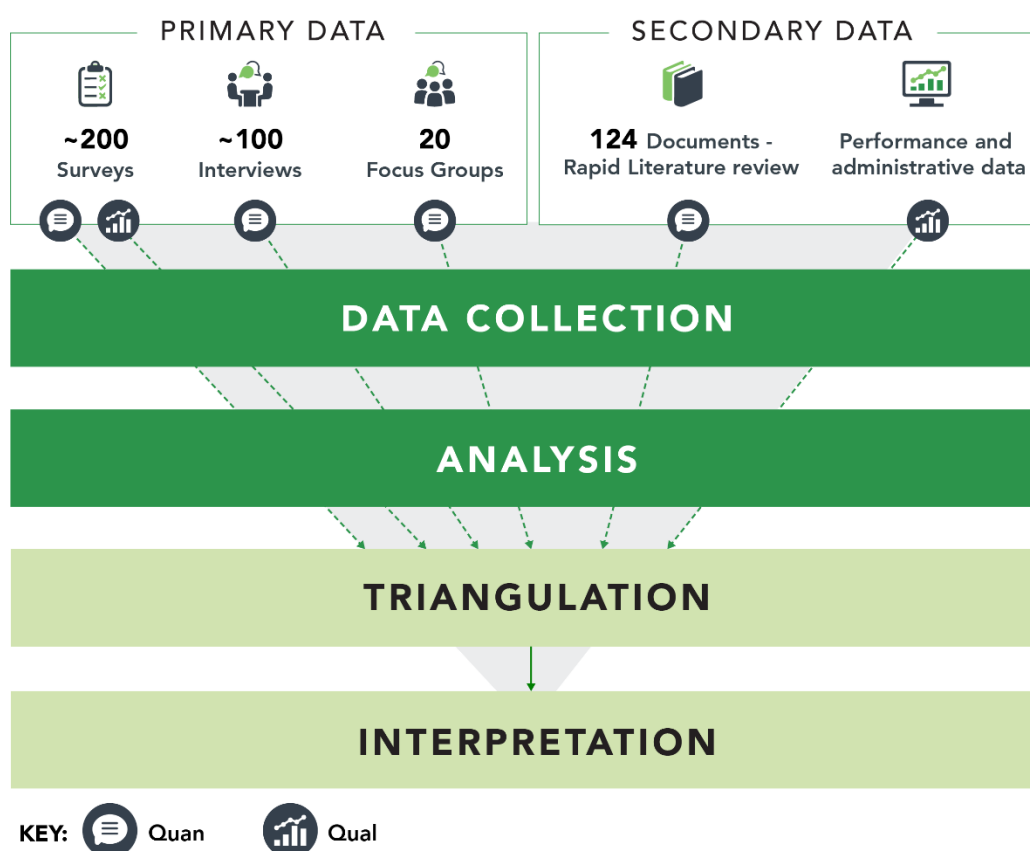 PRIMARY DATA
SECONDARY DATA
~200
Surveys
~100
Interviews
20
Focus Groups
124 Documents -
Rapid Literature review
Performance and
administrative data
DATA COLLECTION
ANALYSIS
TRIANGULATION
INTERPRETATION
KEY: Quan Qual